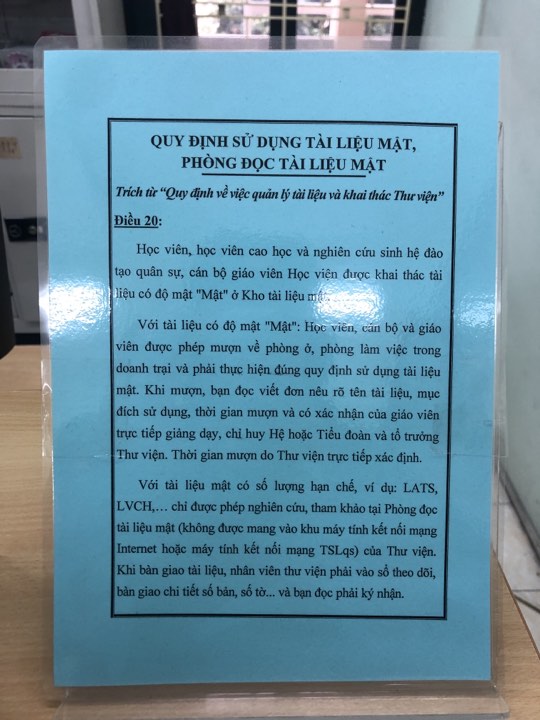 QUY ĐỊNH SỬ DỤNG TÀI LIỆU MẬT,
PHÒNG ĐỌC TÀI LIỆU MẬT
Trích từ “Quy định về việc quản lý tài liệu và khai thác Thư viện”
Điều 20:
Học viên, học viên cao học và nghiên cứu sinh hệ đào
tạo quân sự, cán bộ giáo viên Học viện được khai thác tài
liệu có độ mật "Mật" ở Kho tài liệu mật.
Với tài liệu có độ mật "Mật": Học viên, cán bộ và giáo
viên được phép mượn về phòng ở, phòng làm việc trong
doanh trại và phải thực hiện đúng quy định sử dụng tài liệu
mật. Khi mượn, bạn đọc viết đơn nêu rõ tên tài liệu, mục
đích sử dụng, thời gian mượn và có xác nhận của giáo viên
trực tiếp giảng dạy, chỉ huy Hệ hoặc Tiểu đoàn và tổ trưởng
Thư viện. Thời gian mượn do Thư viện trực tiếp xác định.
Với tài liệu mật có số lượng hạn chế, ví dụ: LATS,
LVCH,… chỉ được phép nghiên cứu, tham khảo tại Phòng đọc
tài liệu mật (không được mang vào khu máy tính kết nối mạng
Internet hoặc máy tính kết nối mạng TSLqs) của Thư viện.
Khi bàn giao tài liệu, nhân viên thư viện phải vào sổ theo dõi,
bàn giao chi tiết số bản, số tờ... và bạn đọc phải ký nhận.